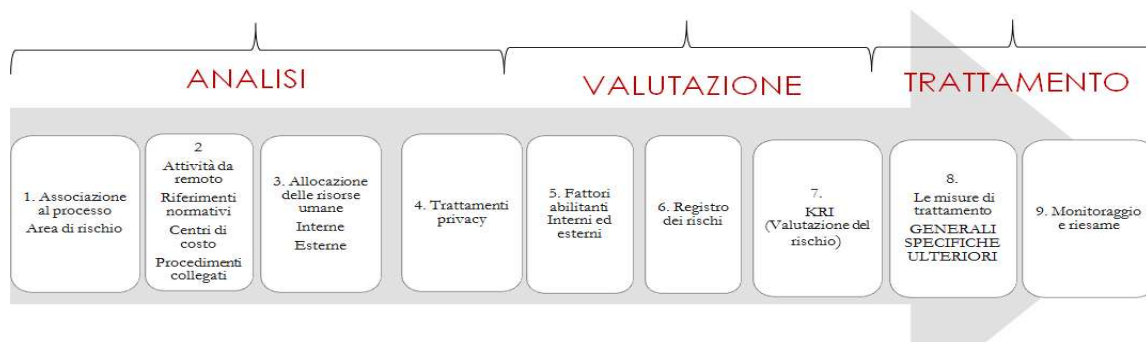 ANALISI
VALUTAZIONE
TRATTAMENTO
1. Associazione
al processo
Area di rischio
2
Attività da
remoto
Riferimenti
normativi
Centri di
costo
Procedimenti
collegati
3. Allocazione
delle risorse
umane
Interne
Esterne
4. Trattamenti
privacy
5. Fattori
abilitanti
Interni ed
esterni
6. Registro
dei rischi
7.
KRI
(Valutazione del
rischio)
8.
Le misure di
trattamento
GENERALI
SPECIFICHE
ULTERIORI
9. Monitoraggio
e riesame